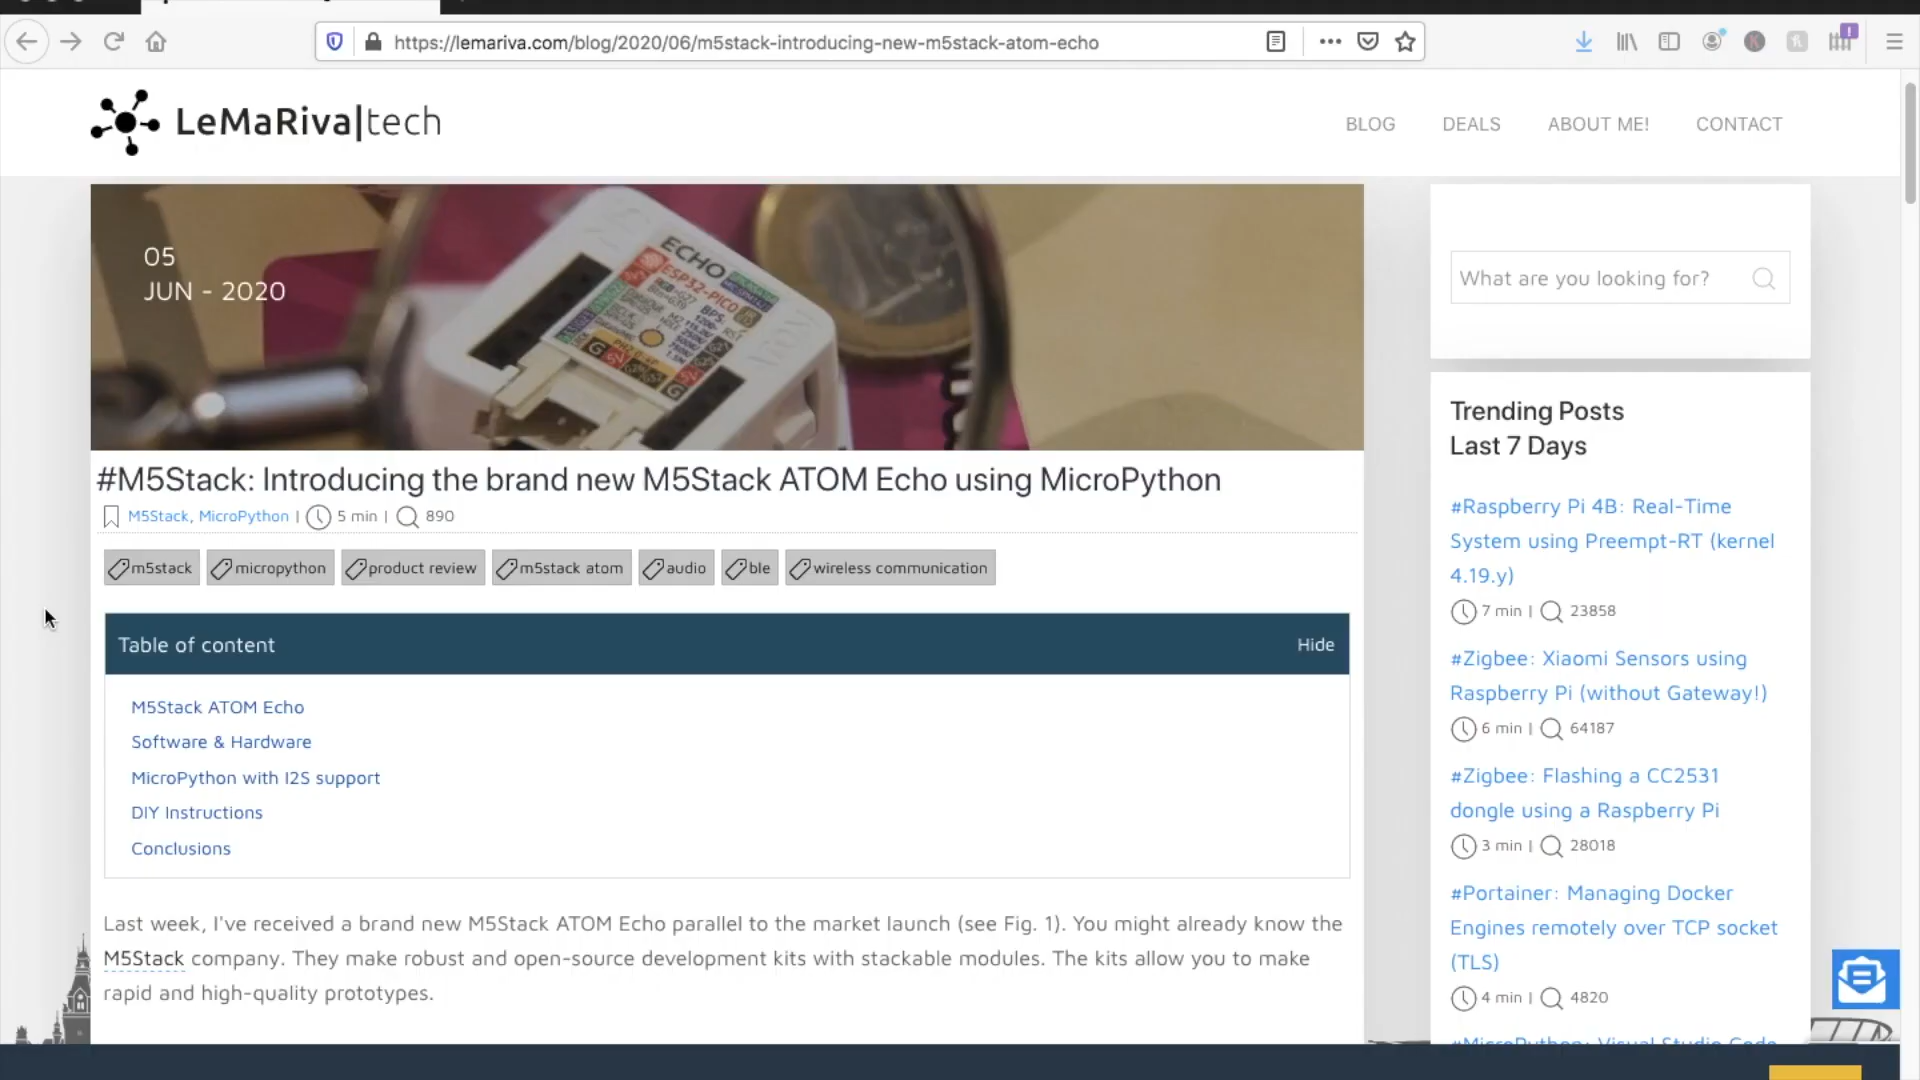 https://lemariva.com/blog/2020/06/m5stack-introducing-new-m5stack-atom-echo
LeMaRiva|tech
BLOG DEALS ABOUT ME! CONTACT
05
JUN - 2020
ECHO
ESP32-PICO
What are you looking for?
#M5Stack: Introducing the brand new M5Stack ATOM Echo using MicroPython
M5Stack, MicroPython | 5 min | 890
m5stack micropython product review m5stack atom audio ble wireless communication
Table of content Hide
M5Stack ATOM Echo
Software & Hardware
MicroPython with I2S support
DIY Instructions
Conclusions
Last week, I've received a brand new M5Stack ATOM Echo parallel to the market launch (see Fig. 1). You might already know the
M5Stack company. They make robust and open-source development kits with stackable modules. The kits allow you to make
rapid and high-quality prototypes.
Trending Posts
Last 7 Days
#Raspberry Pi 4B: Real-Time
System using Preempt-RT (kernel
4.19.y)
7 min | 23858
#Zigbee: Xiaomi Sensors using
Raspberry Pi (without Gateway!)
6 min | 64187
#Zigbee: Flashing a CC2531
dongle using a Raspberry Pi
3 min | 28018
#Portainer: Managing Docker
Engines remotely over TCP socket
(TLS)
4 min | 4820
#MicroPython: Visual Studio Code